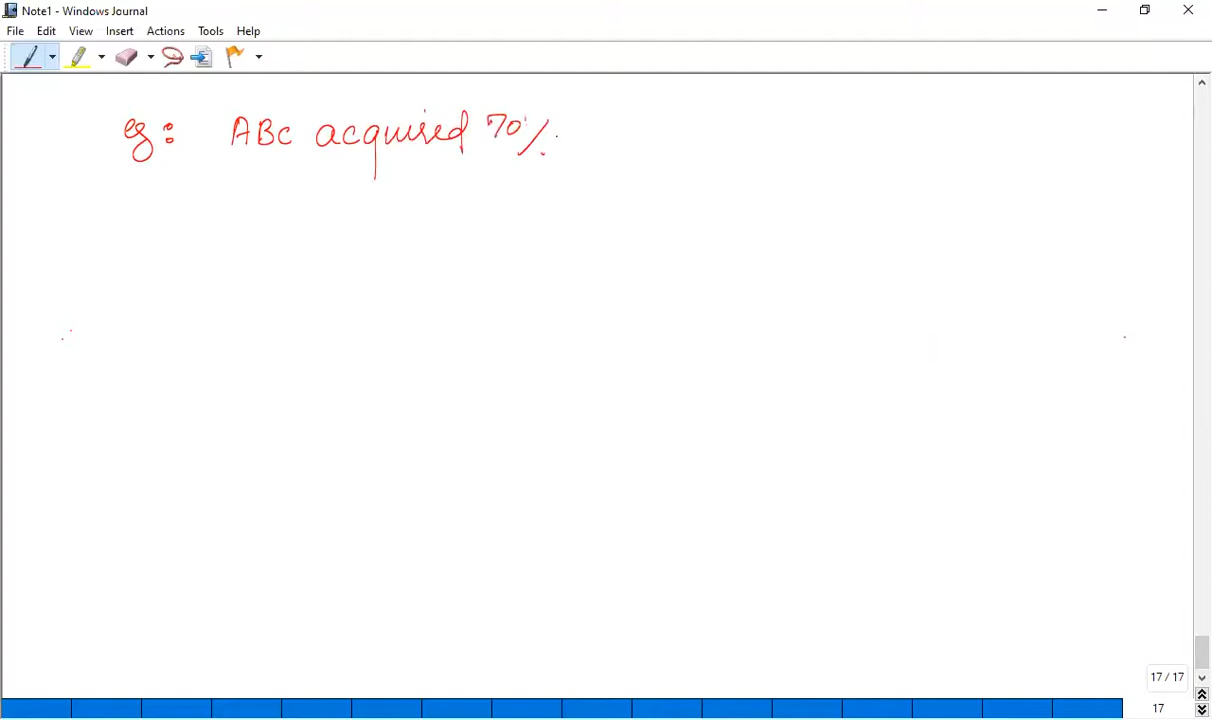 Note1 - Windows Journal
File Edit View Insert Actions Tools Help
eg: ABC acquired 70%
17 / 17
17